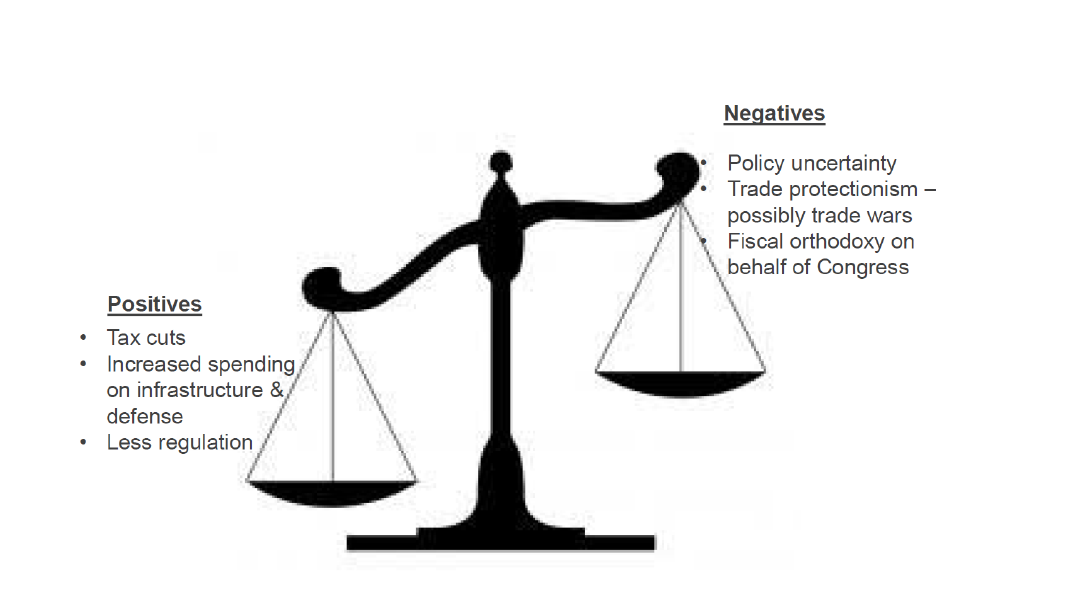 Negatives
• Policy uncertainty
• Trade protectionism –
possibly trade wars
• Fiscal orthodoxy on
behalf of Congress
Positives
• Tax cuts
• Increased spending
on infrastructure &
defense
• Less regulation